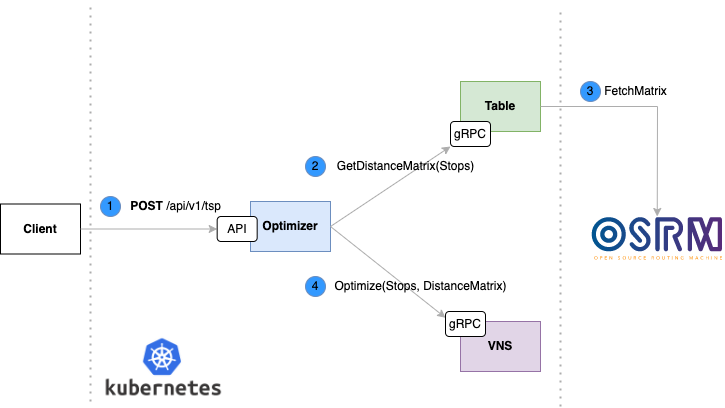 3 FetchMatrix
Table
gRPC
2 GetDistanceMatrix(Stops)
1 POST /api/v1/tsp
Client
API Optimizer
OSRM
OPEN SOURCE ROUTING MACHINE
4 Optimize(Stops, DistanceMatrix)
gRPC
VNS
kubernetes